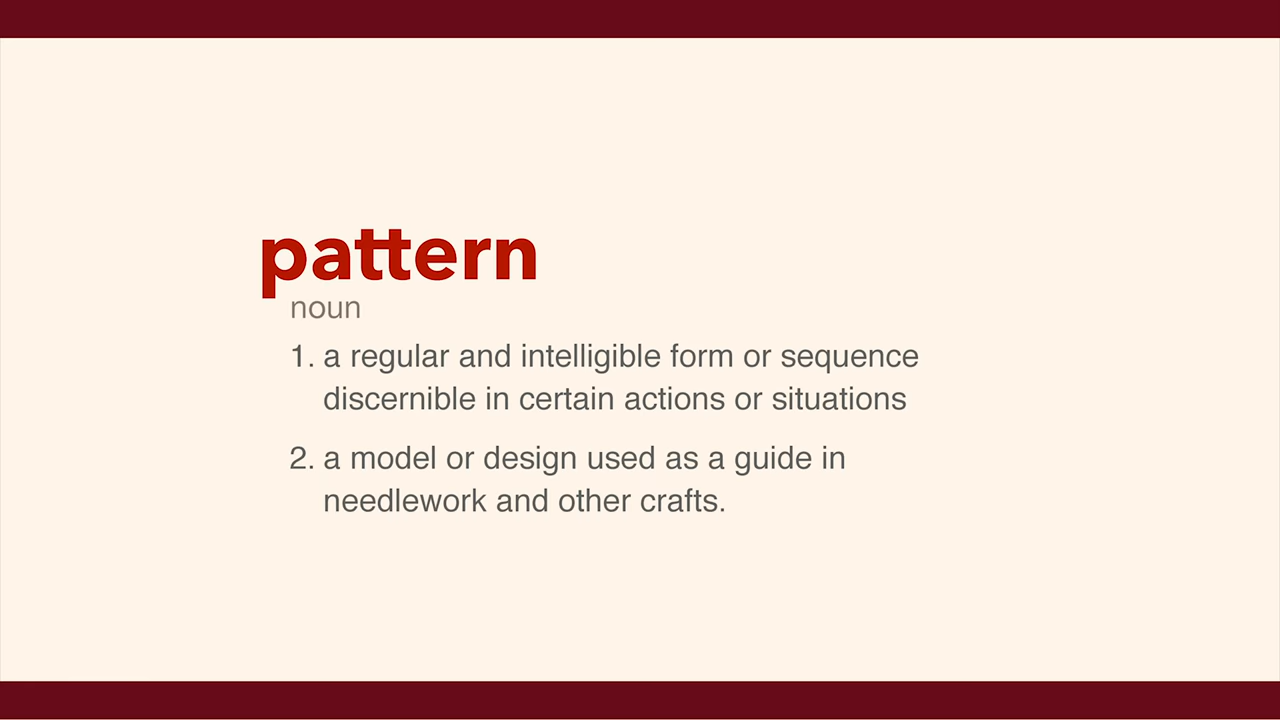 pattern
noun
1. a regular and intelligible form or sequence
discernible in certain actions or situations
2. a model or design used as a guide in
needlework and other crafts.